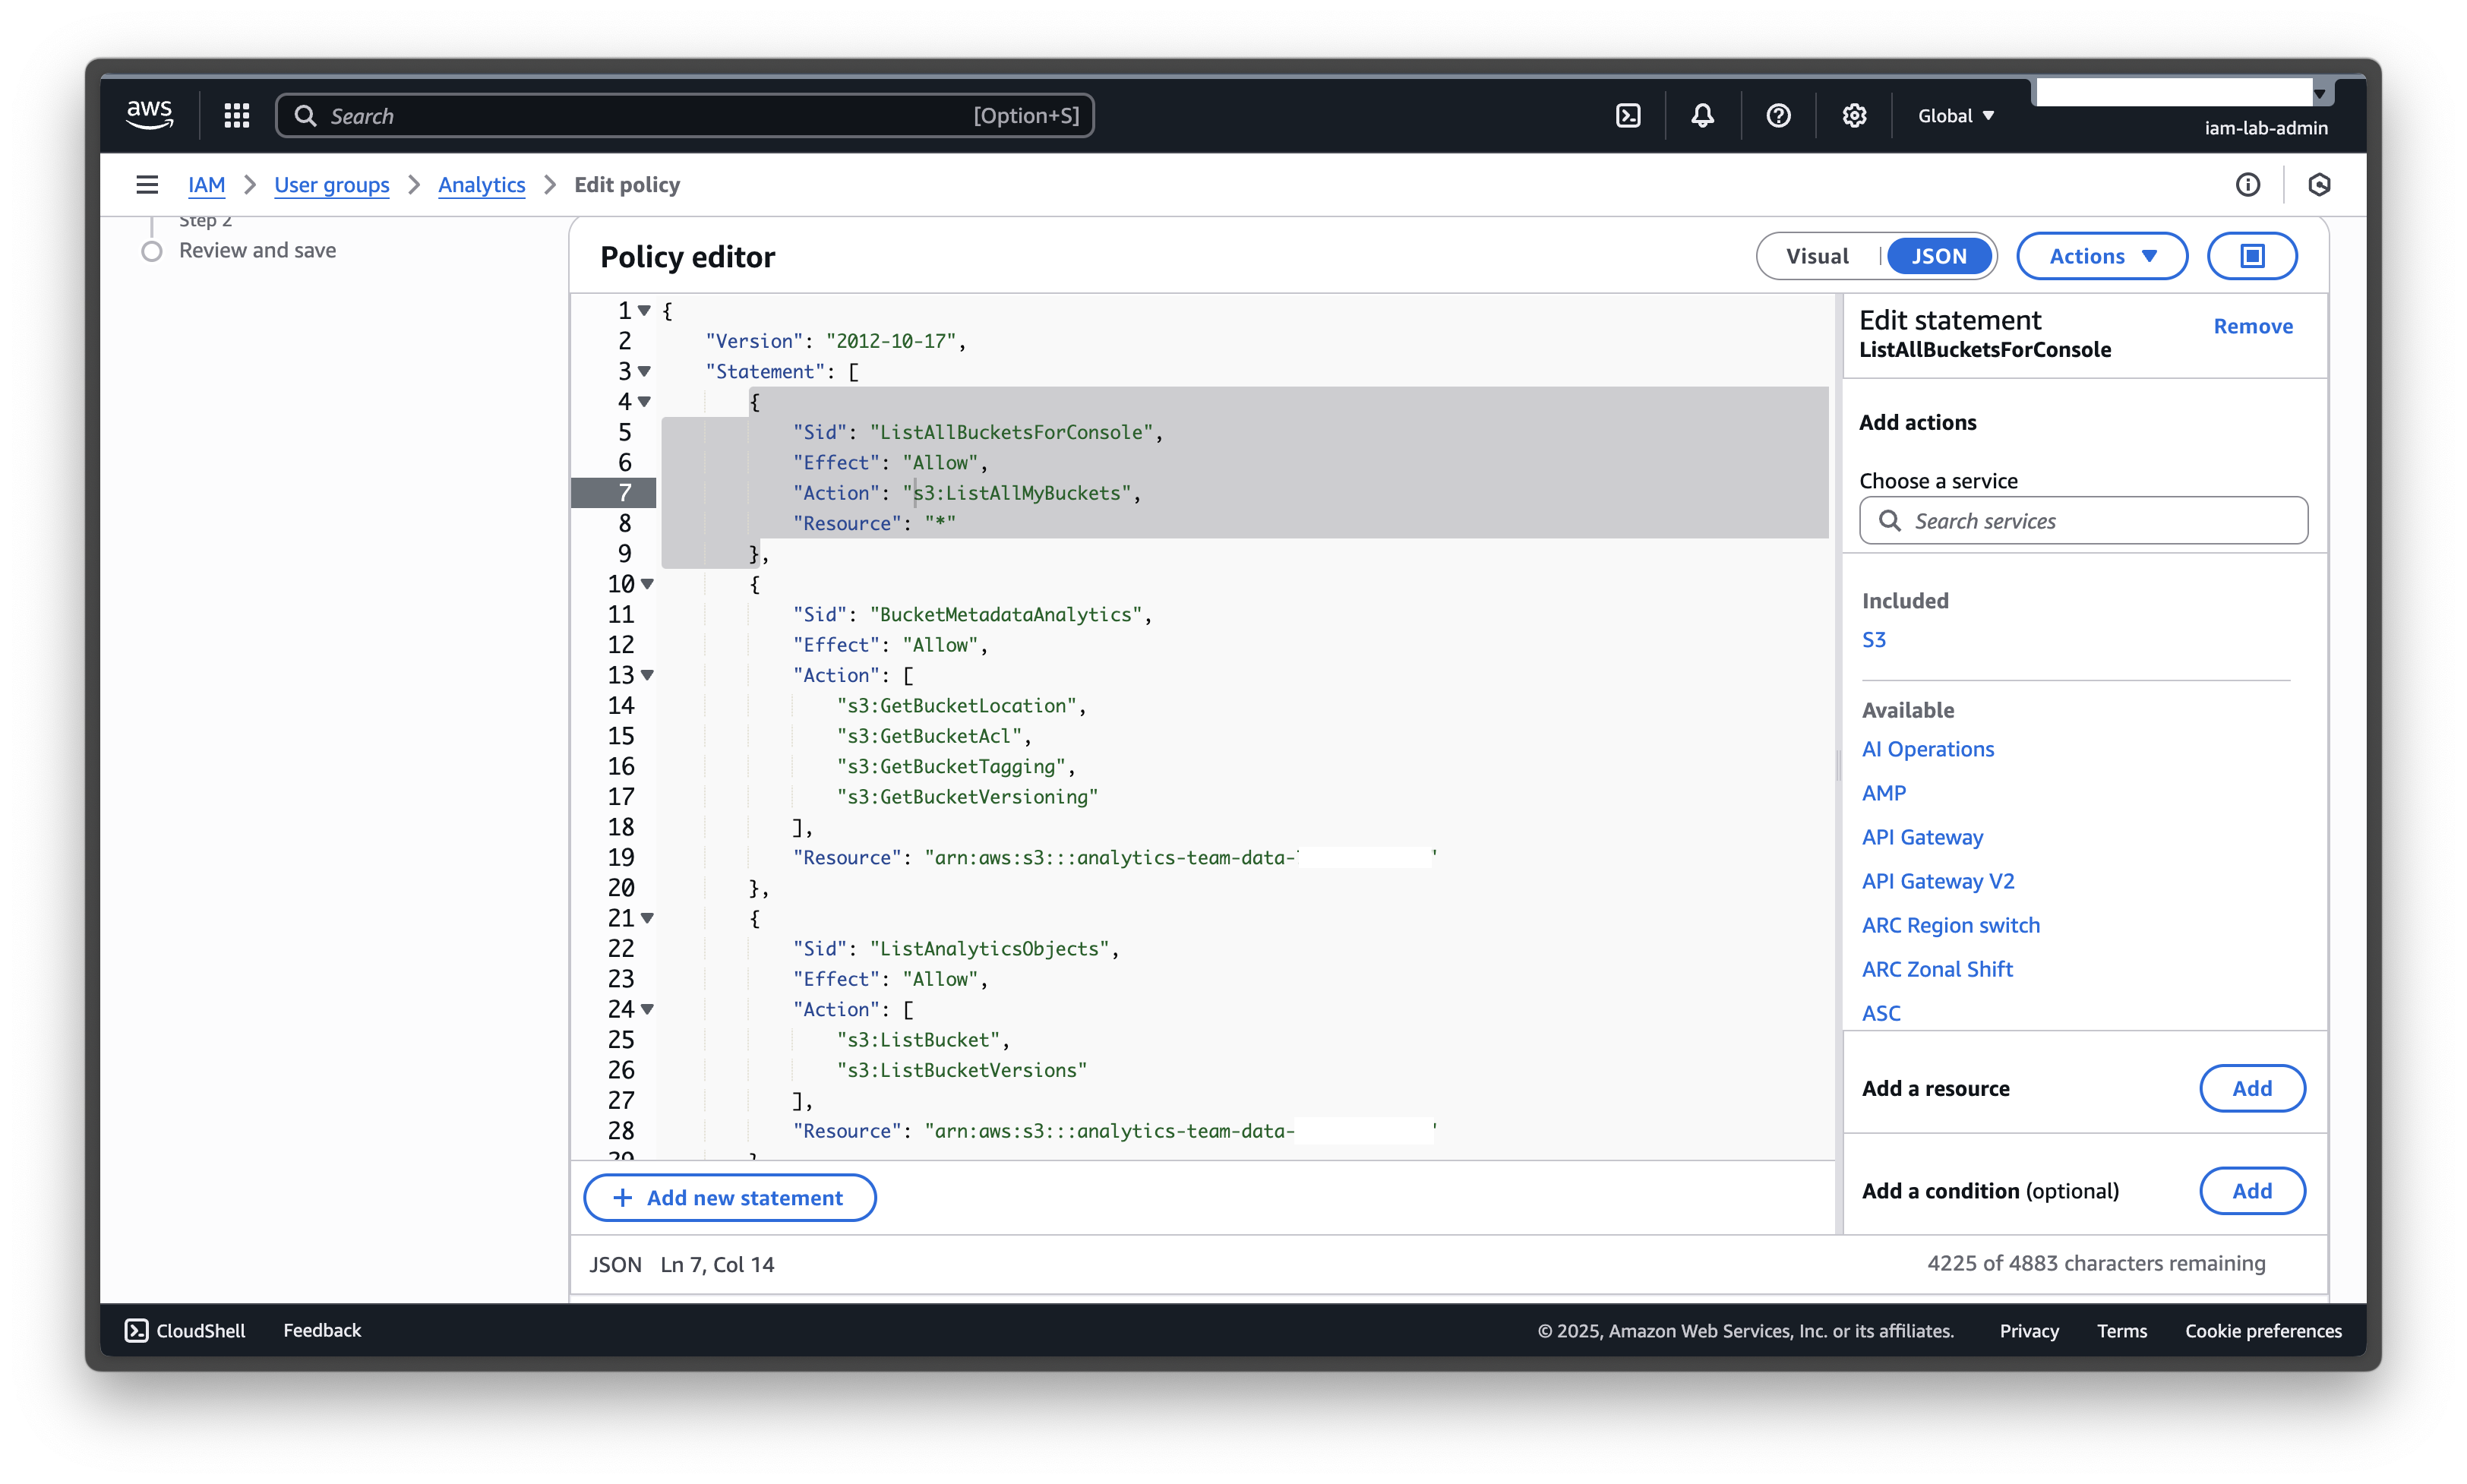 aws
Search [Option+S]
Global
iam-lab-admin
IAM > User groups > Analytics > Edit policy
Step 2
Review and save
Policy editor
Visual | JSON
Actions
1 {
2 "Version": "2012-10-17",
3 "Statement": [
4 {
5 "Sid": "ListAllBucketsForConsole",
6 "Effect": "Allow",
7 "Action": "s3:ListAllMyBuckets",
8 "Resource": "*"
9 },
10 {
11 "Sid": "BucketMetadataAnalytics",
12 "Effect": "Allow",
13 "Action": [
14 "s3:GetBucketLocation",
15 "s3:GetBucketAcl",
16 "s3:GetBucketTagging",
17 "s3:GetBucketVersioning"
18 ],
19 "Resource": "arn:aws:s3:::analytics-team-data-
20 },
21 {
22 "Sid": "ListAnalyticsObjects",
23 "Effect": "Allow",
24 "Action": [
25 "s3:ListBucket",
26 "s3:ListBucketVersions"
27 ],
28 "Resource": "arn:aws:s3:::analytics-team-data-
29
+ Add new statement
JSON Ln 7, Col 14
Edit statement
ListAllBucketsForConsole
Remove
Add actions
Choose a service
Search services
Included
S3
Available
AI Operations
AMP
API Gateway
API Gateway V2
ARC Region switch
ARC Zonal Shift
ASC
Add a resource
Add
Add a condition (optional)
Add
4225 of 4883 characters remaining
CloudShell
Feedback
© 2025, Amazon Web Services, Inc. or its affiliates.
Privacy
Terms
Cookie preferences